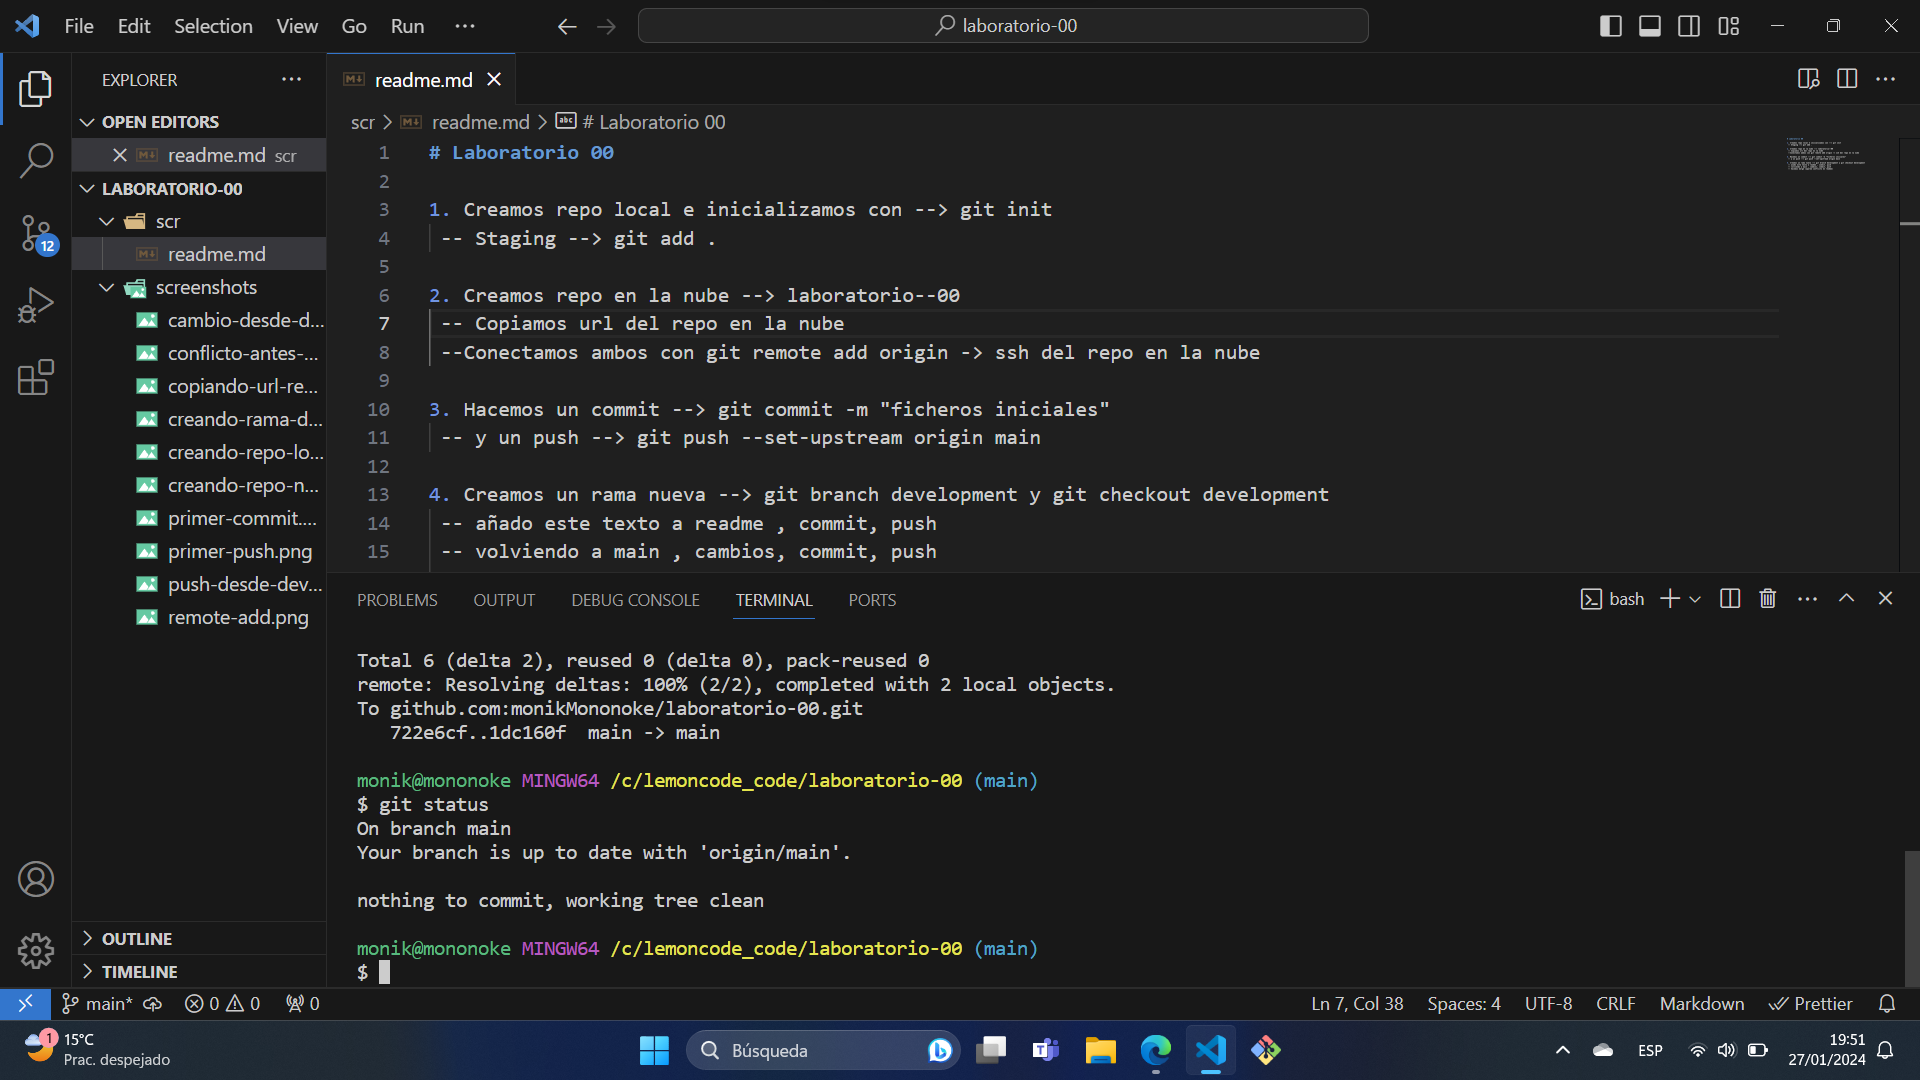 File Edit Selection View Go Run ···
laboratorio-00
EXPLORER
OPEN EDITORS
readme.md scr
LABORATORIO-00
scr
readme.md
screenshots
cambio-desde-d...
conflicto-antes-...
copiando-url-re...
creando-rama-d...
creando-repo-lo...
creando-repo-n...
primer-commit....
primer-push.png
push-desde-dev...
remote-add.png
OUTLINE
TIMELINE
12
readme.md
scr > readme.md > # Laboratorio 00
1 # Laboratorio 00
2
3 1. Creamos repo local e inicializamos con --> git init
4 -- Staging --> git add .
5
6 2. Creamos repo en la nube --> laboratorio--00
7 -- Copiamos url del repo en la nube
8 --Conectamos ambos con git remote add origin -> ssh del repo en la nube
9
10 3. Hacemos un commit --> git commit -m "ficheros iniciales"
11 -- y un push --> git push --set-upstream origin main
12
13 4. Creamos un rama nueva --> git branch development y git checkout development
14 -- añado este texto a readme , commit, push
15 -- volviendo a main , cambios, commit, push
PROBLEMS OUTPUT DEBUG CONSOLE TERMINAL PORTS
bash
Total 6 (delta 2), reused 0 (delta 0), pack-reused 0
remote: Resolving deltas: 100% (2/2), completed with 2 local objects.
To github.com:monikMononoke/laboratorio-00.git
722e6cf..1dc160f main -> main
monik@mononoke MINGW64 /c/lemoncode_code/laboratorio-00 (main)
$ git status
On branch main
Your branch is up to date with 'origin/main'.
nothing to commit, working tree clean
monik@mononoke MINGW64 /c/lemoncode_code/laboratorio-00 (main)
$
main* 0 0 0
Ln 7, Col 38 Spaces: 4 UTF-8 CRLF Markdown Prettier
1
15°C
Prac. despejado
Búsqueda
ESP
19:51
27/01/2024